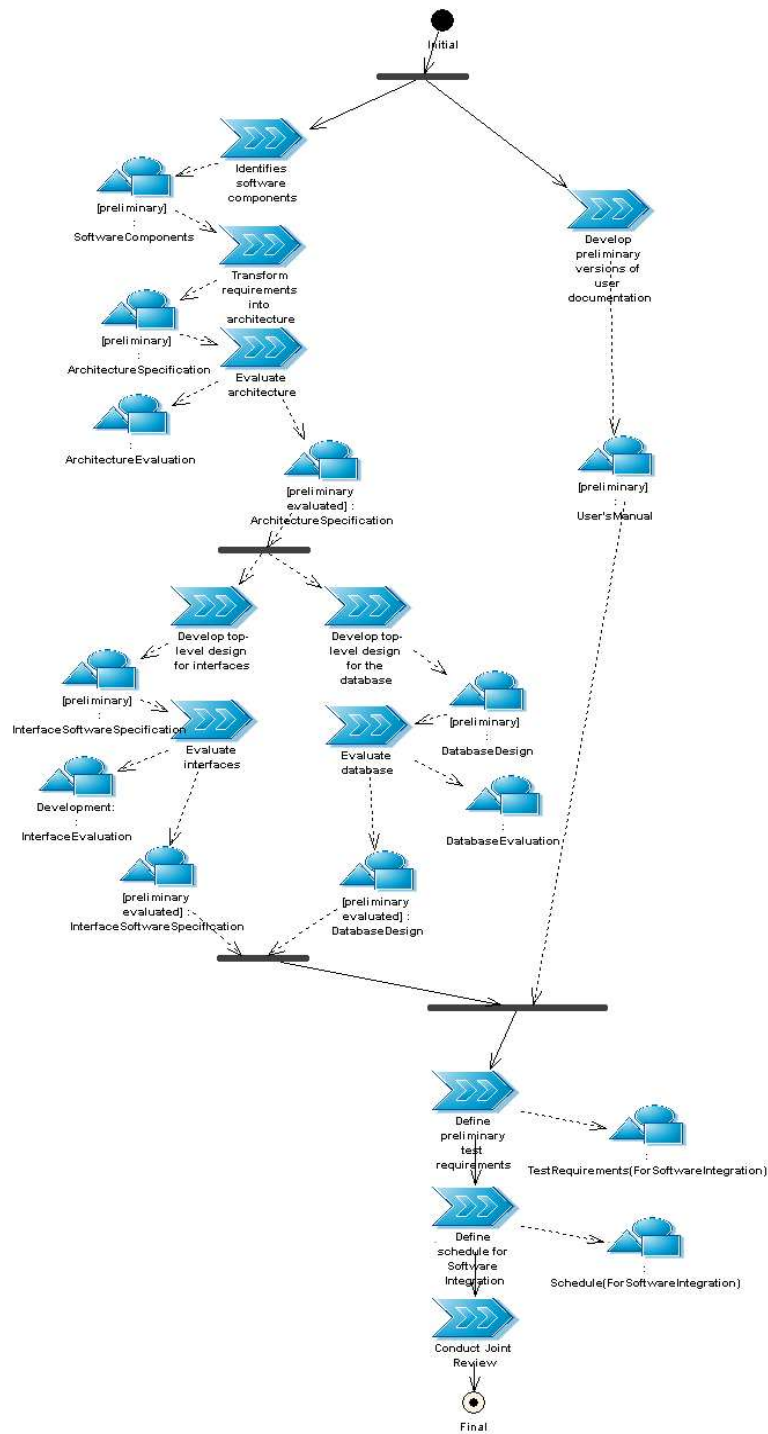 Initial
Identifies
software
components
[preliminary]
:
SoftwareComponents
Develop
preliminary
versions of
user
documentation
Transform
requirements
into
architecture
[preliminary]
:
ArchitectureSpecification
Evaluate
architecture
:
ArchitectureEvaluation
[preliminary
evaluated] :
ArchitectureSpecification
[preliminary]
:
User'sManual
Develop top-
level design
for interfaces
Develop top-
level design
for the
database
[preliminary]
:
InterfaceSoftwareSpecification
[preliminary]
:
DatabaseDesign
Evaluate
interfaces
Evaluate
database
Development:
:
InterfaceEvaluation
:
DatabaseEvaluation
[preliminary
evaluated] :
InterfaceSoftwareSpecification
[preliminary
evaluated] :
DatabaseDesign
Define
preliminary
test
requirements
:
TestRequirements(ForSoftwareIntegration)
Define
schedule for
Software
Integration
:
Schedule(ForSoftwareIntegration)
Conduct Joint
Review
Final